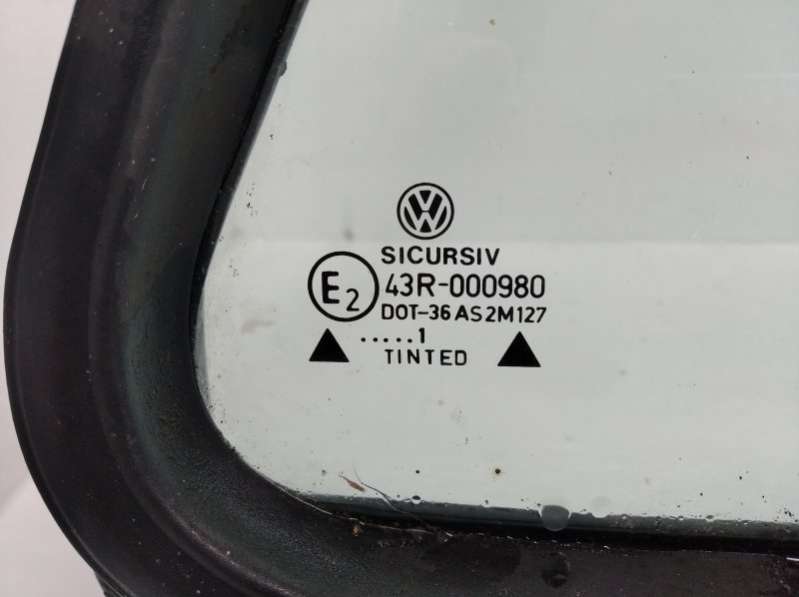 SICURSIV
E2 43R-000980
DOT-36 AS2M127
.....1
TINTED